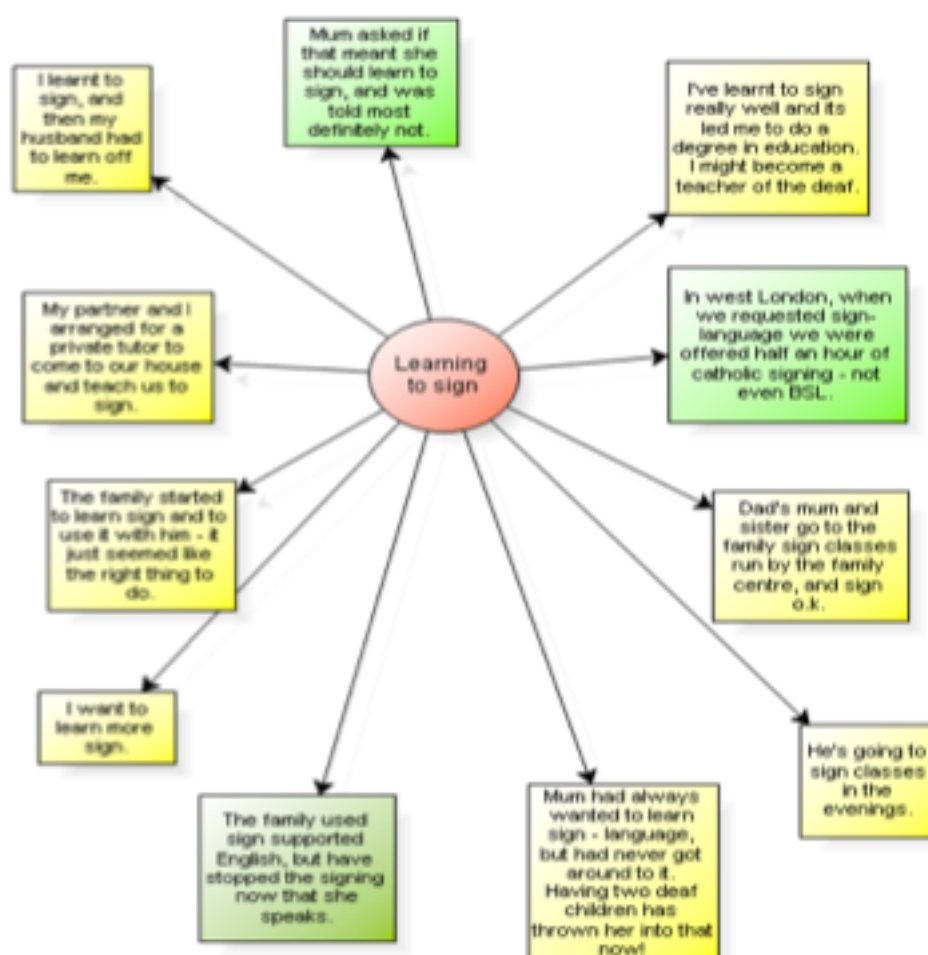 Mum asked if
that meant she
should learn to
sign, and was
told most
definitely not.
I learnt to
sign, and
then my
husband had
to learn off
me.
I've learnt to sign
really well and its
led me to do a
degree in education.
I might become a
teacher of the deaf.
My partner and I
arranged for a
private tutor to
come to our house
and teach us to
sign.
Learning
to sign
In west London, when
we requested sign-
language we were
offered half an hour of
catholic signing - not
even BSL.
The family started
to learn sign and to
use it with him - it
just seemed like
the right thing to
do.
Dad's mum and
sister go to the
family sign classes
run by the family
centre, and sign
o.k.
I want to
learn more
sign.
He's going to
sign classes
in the
evenings.
The family used
sign supported
English, but have
stopped the signing
now that she
speaks.
Mum had always
wanted to learn
sign - language,
but had never got
around to it.
Having two deaf
children has
thrown her into that
now!